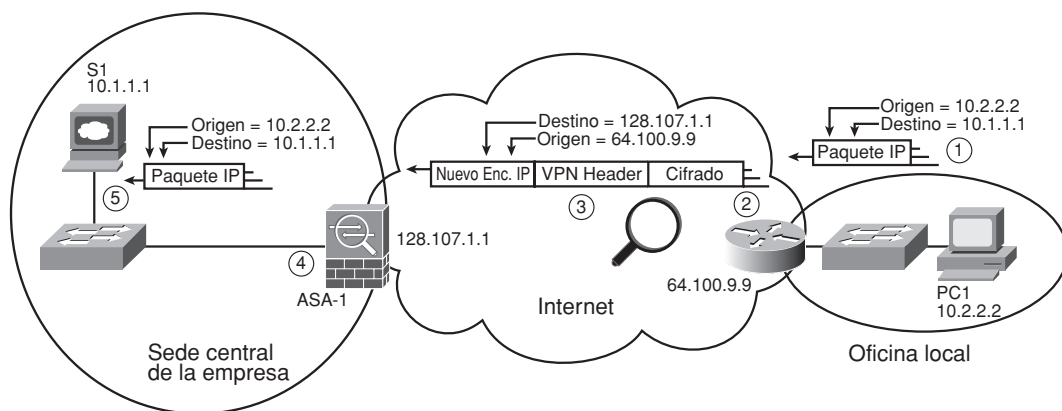 S1
10.1.1.1
Origen = 10.2.2.2
Destino = 10.1.1.1
Paquete IP
5
4
128.107.1.1
ASA-1
Sede central
de la empresa
Destino = 128.107.1.1
Origen = 64.100.9.9
Nuevo Enc. IP
VPN Header
Cifrado
3
2
Internet
64.100.9.9
Origen = 10.2.2.2
Destino = 10.1.1.1
Paquete IP
1
PC1
10.2.2.2
Oficina local